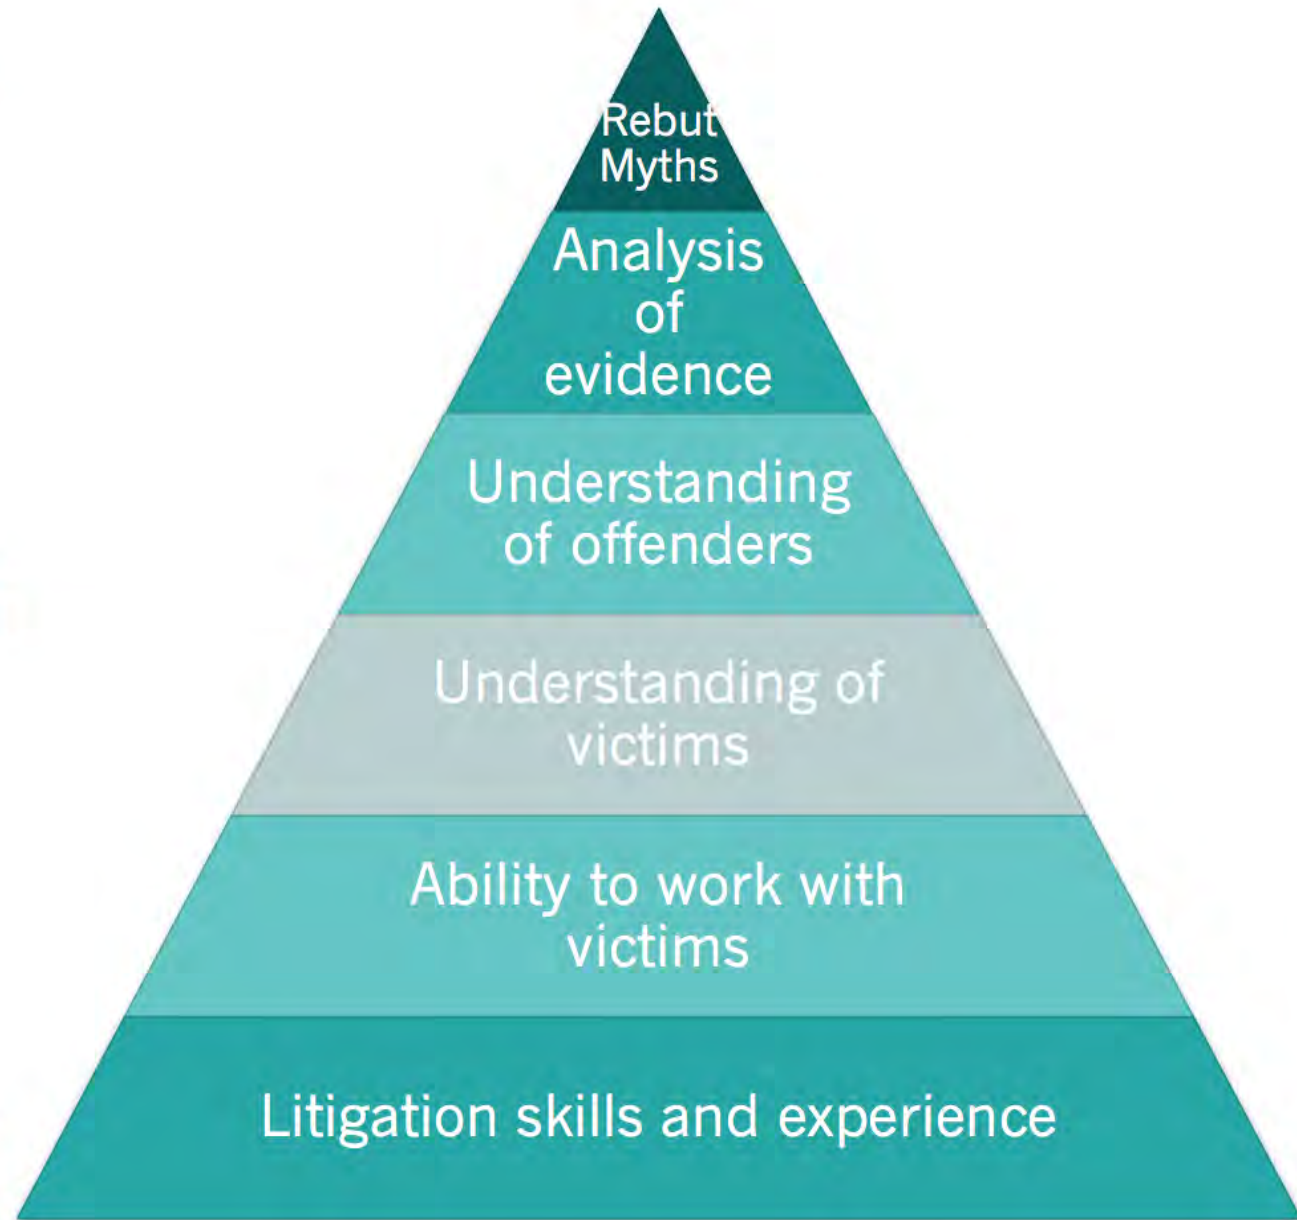 Rebut
Myths
Analysis
of
evidence
Understanding
of offenders
Understanding of
victims
Ability to work with
victims
Litigation skills and experience